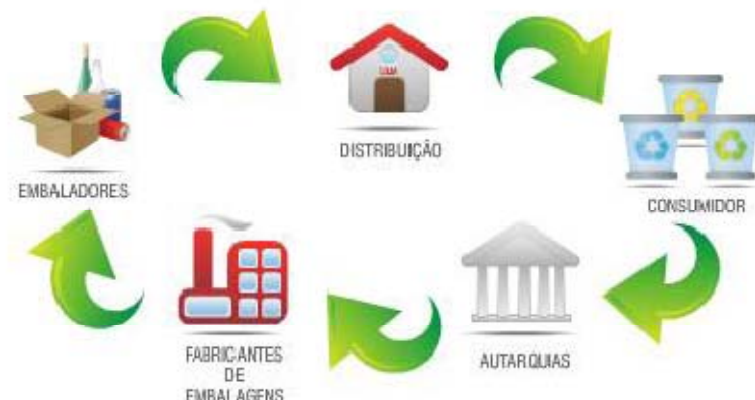 DISTRIBUIÇÃO
EMBALADORES
CONSUMIDOR
FABRICANTES
DE
EMBALAGENS
AUTARQUIAS